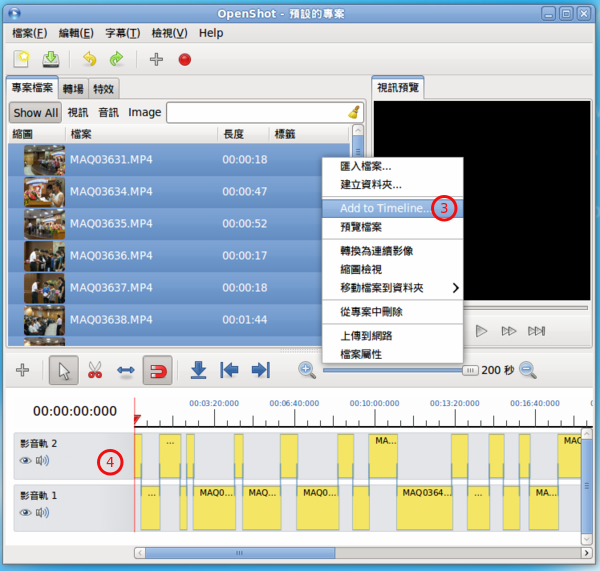 OpenShot - 預設的專案
檔案(F) 編輯(E) 字幕(T) 檢視(V) Help
專案檔案 轉場 特效
視訊預覽
Show All 視訊 音訊 Image
縮圖 檔案 長度 標籤
MAQ03631.MP4 00:00:18
MAQ03634.MP4 00:00:47
MAQ03635.MP4 00:00:52
MAQ03636.MP4 00:00:17
MAQ03637.MP4 00:00:18
MAQ03638.MP4 00:01:44
匯入檔案...
建立資料夾...
Add to Timeline... 3
預覽檔案
轉換為連續影像
縮圖檢視
移動檔案到資料夾
從專案中刪除
上傳到網路
檔案屬性
200 秒
00:00:00:000
00:03:20:000 00:06:40:000 00:10:00:000 00:13:20:000 00:16:40:000
影音軌 2
4
... MA... MAQ
影音軌 1
... MAQ0... MAQ0... MAQ0... MAQ0364... ... MA...